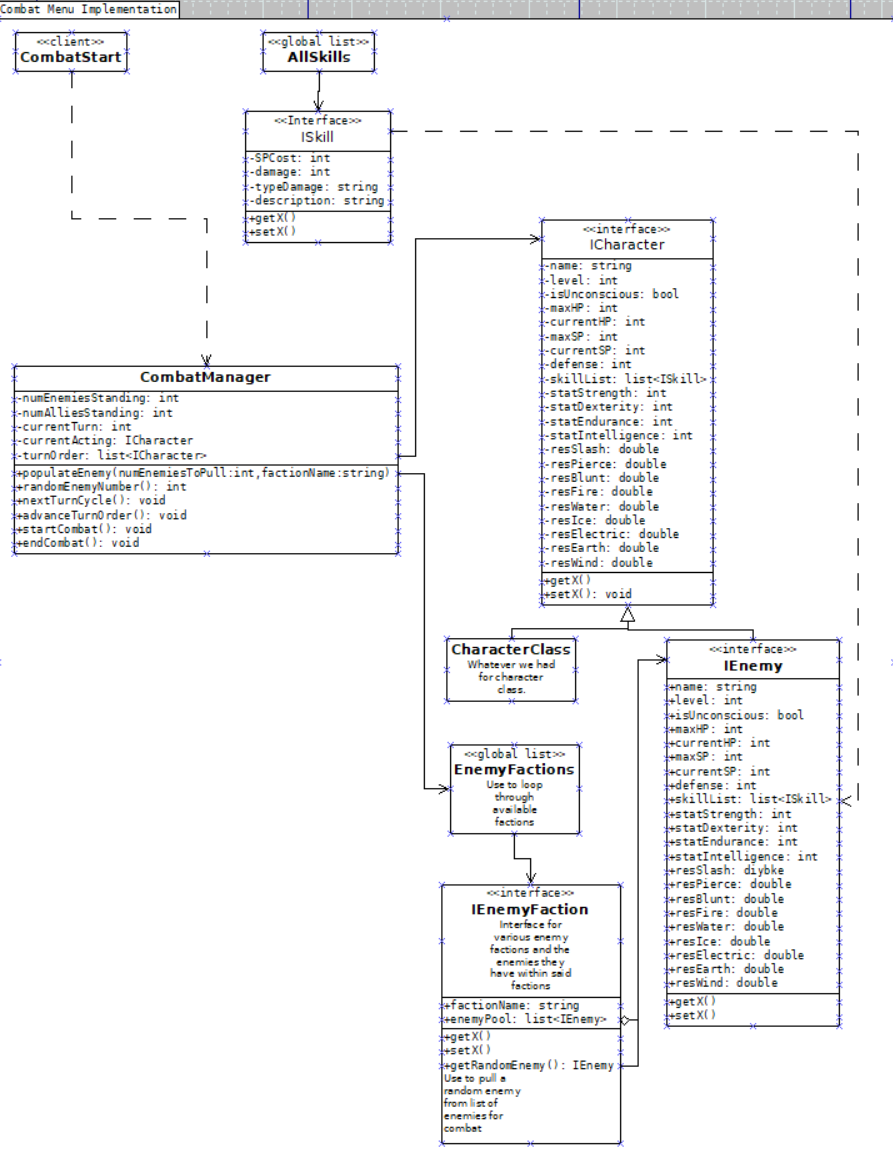 Combat Menu Implementation
<<client>>
CombatStart
<<global list>>
AllSkills
<<Interface>>
ISkill
-SPCost: int
-damage: int
-typeDamage: string
-description: string
+getX()
+setX()
<<interface>>
ICharacter
-name: string
-level: int
-isUnconscious: bool
-maxHP: int
-currentHP: int
-maxSP: int
-currentSP: int
-defense: int
-skillList: list<ISkill>
-statStrength: int
-statDexterity: int
-statEndurance: int
-statIntelligence: int
-resSlash: double
-resPierce: double
-resBlunt: double
-resFire: double
-resWater: double
-resIce: double
-resElectric: double
-resEarth: double
-resWind: double
+getX()
+setX(): void
CombatManager
-numEnemiesStanding: int
-numAlliesStanding: int
-currentTurn: int
-currentActing: ICharacter
-turnOrder: list<ICharacter>
+populateEnemy(numEnemiesToPull:int,factionName:string)
+randomEnemyNumber(): int
+nextTurnCycle(): void
+advanceTurnOrder(): void
+startCombat(): void
+endCombat(): void
CharacterClass
Whatever we had
for character
class.
<<interface>>
IEnemy
+name: string
+level: int
+isUnconscious: bool
+maxHP: int
+currentHP: int
+maxSP: int
+currentSP: int
+defense: int
+skillList: list<ISkill>
+statStrength: int
+statDexterity: int
+statEndurance: int
+statIntelligence: int
+resSlash: diybke
+resPierce: double
+resBlunt: double
+resFire: double
+resWater: double
+resIce: double
+resElectric: double
+resEarth: double
+resWind: double
+getX()
+setX()
<<global list>>
EnemyFactions
Use to loop
through
available
factions
<<interface>>
IEnemyFaction
Interface for
various enemy
factions and the
enemies they
have within said
factions
+factionName: string
+enemyPool: list<IEnemy>
+getX()
+setX()
+getRandomEnemy(): IEnemy
Use to pull a
random enemy
from list of
enemies for
combat